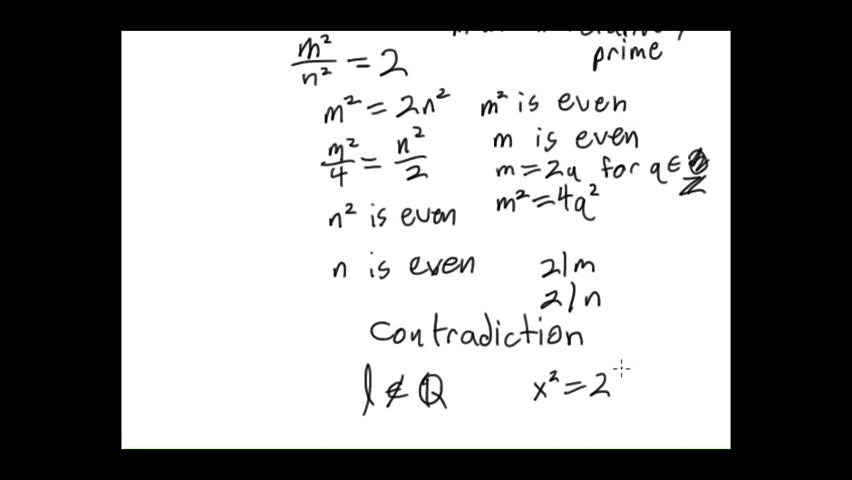 prime
m²/n² = 2
m² = 2n² m² is even
m is even
m²/4 = n²/2
m = 2q for q ∈ Z
m² = 4q²
n² is even
n is even 2|m
2|n
Contradiction
l ∉ Q x² = 2